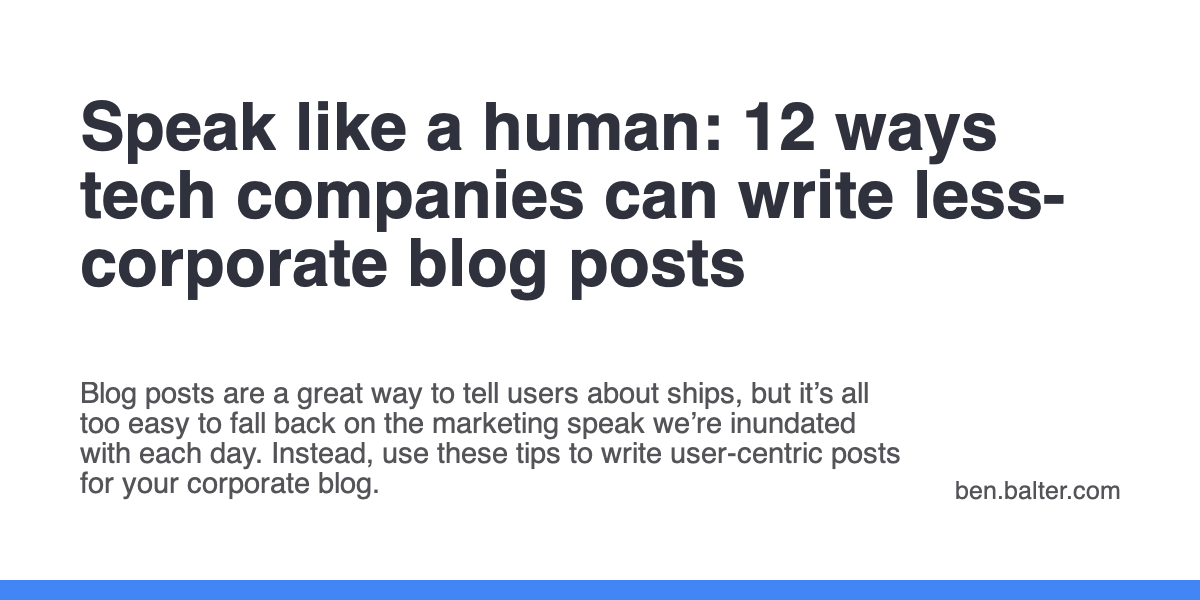 Speak like a human: 12 ways
tech companies can write less-
corporate blog posts
Blog posts are a great way to tell users about ships, but it’s all
too easy to fall back on the marketing speak we’re inundated
with each day. Instead, use these tips to write user-centric posts
for your corporate blog.
ben.balter.com